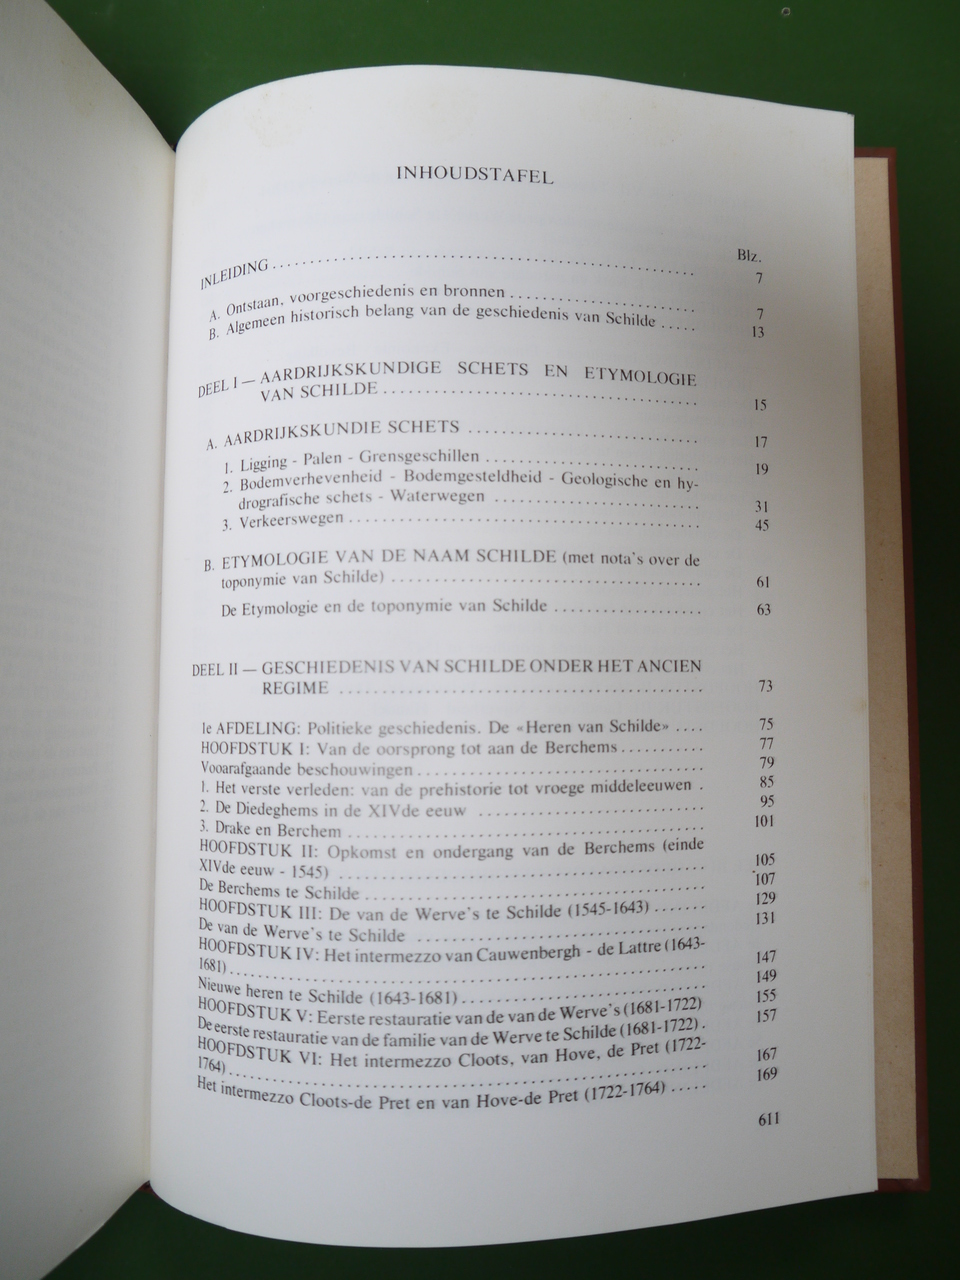 INHOUDSTAFEL
Blz.
INLEIDING ........ 7
A. Ontstaan, voorgeschiedenis en bronnen ........ 7
B. Algemeen historisch belang van de geschiedenis van Schilde ..... 13
DEEL I — AARDRIJKSKUNDIGE SCHETS EN ETYMOLOGIE
VAN SCHILDE ........ 15
A. AARDRIJKSKUNDIE SCHETS ........ 17
1. Ligging - Palen - Grensgeschillen ........ 19
2. Bodemverhevenheid - Bodemgesteldheid - Geologische en hy-
drografische schets - Waterwegen ........ 31
3. Verkeerswegen ........ 45
B. ETYMOLOGIE VAN DE NAAM SCHILDE (met nota's over de
toponymie van Schilde) ........ 61
De Etymologie en de toponymie van Schilde ........ 63
DEEL II — GESCHIEDENIS VAN SCHILDE ONDER HET ANCIEN
REGIME ........ 73
1e AFDELING: Politieke geschiedenis. De «Heren van Schilde» .... 75
HOOFDSTUK I: Van de oorsprong tot aan de Berchems ........ 77
Vooarafgaande beschouwingen ........ 79
1. Het verste verleden: van de prehistorie tot vroege middeleeuwen . 85
2. De Diedeghems in de XIVde eeuw ........ 95
3. Drake en Berchem ........ 101
HOOFDSTUK II: Opkomst en ondergang van de Berchems (einde
XIVde eeuw - 1545) ........ 105
De Berchems te Schilde ........ 107
HOOFDSTUK III: De van de Werve's te Schilde (1545-1643) ....... 129
De van de Werve's te Schilde ........ 131
HOOFDSTUK IV: Het intermezzo van Cauwenbergh - de Lattre (1643-
1681) ........ 147
Nieuwe heren te Schilde (1643-1681) ........ 149
HOOFDSTUK V: Eerste restauratie van de van de Werve's (1681-1722) 155
De eerste restauratie van de familie van de Werve te Schilde (1681-1722) . 157
HOOFDSTUK VI: Het intermezzo Cloots, van Hove, de Pret (1722-
1764) ........ 167
Het intermezzo Cloots-de Pret en van Hove-de Pret (1722-1764) ..... 169
611